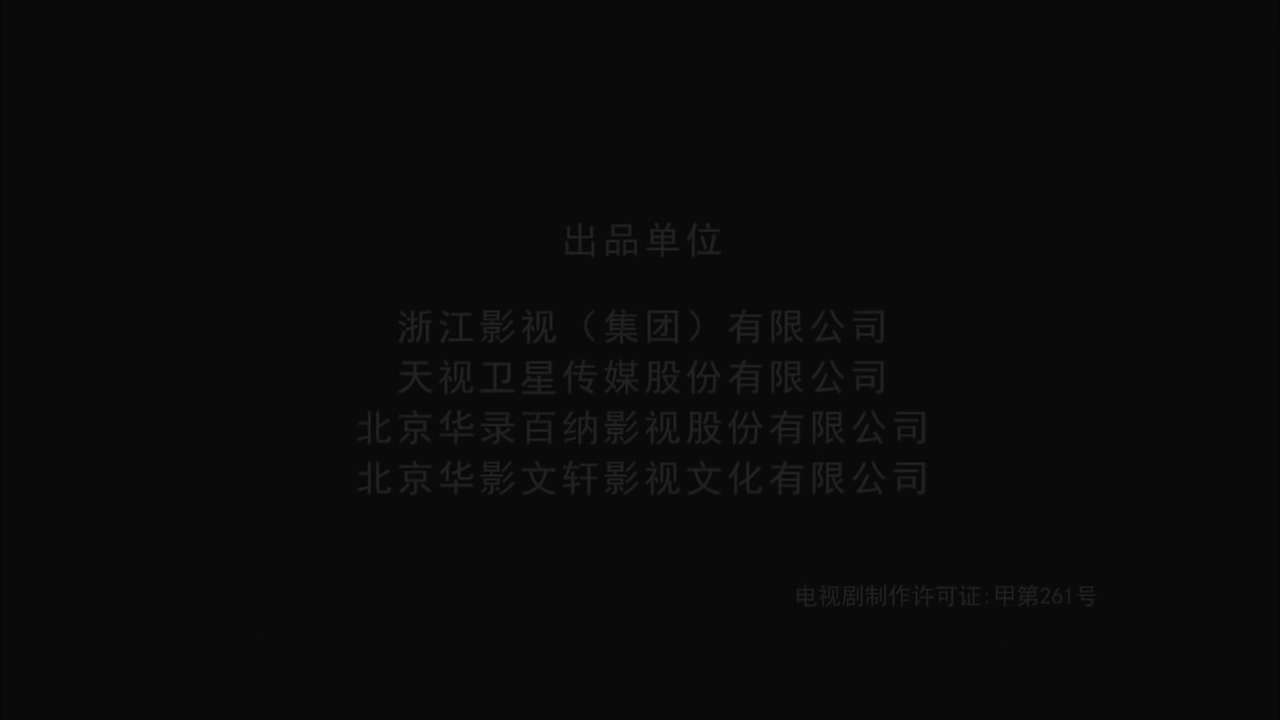 出品单位
浙江影视（集团）有限公司
天视卫星传媒股份有限公司
北京华录百纳影视股份有限公司
北京华影文轩影视文化有限公司
电视剧制作许可证:甲第261号